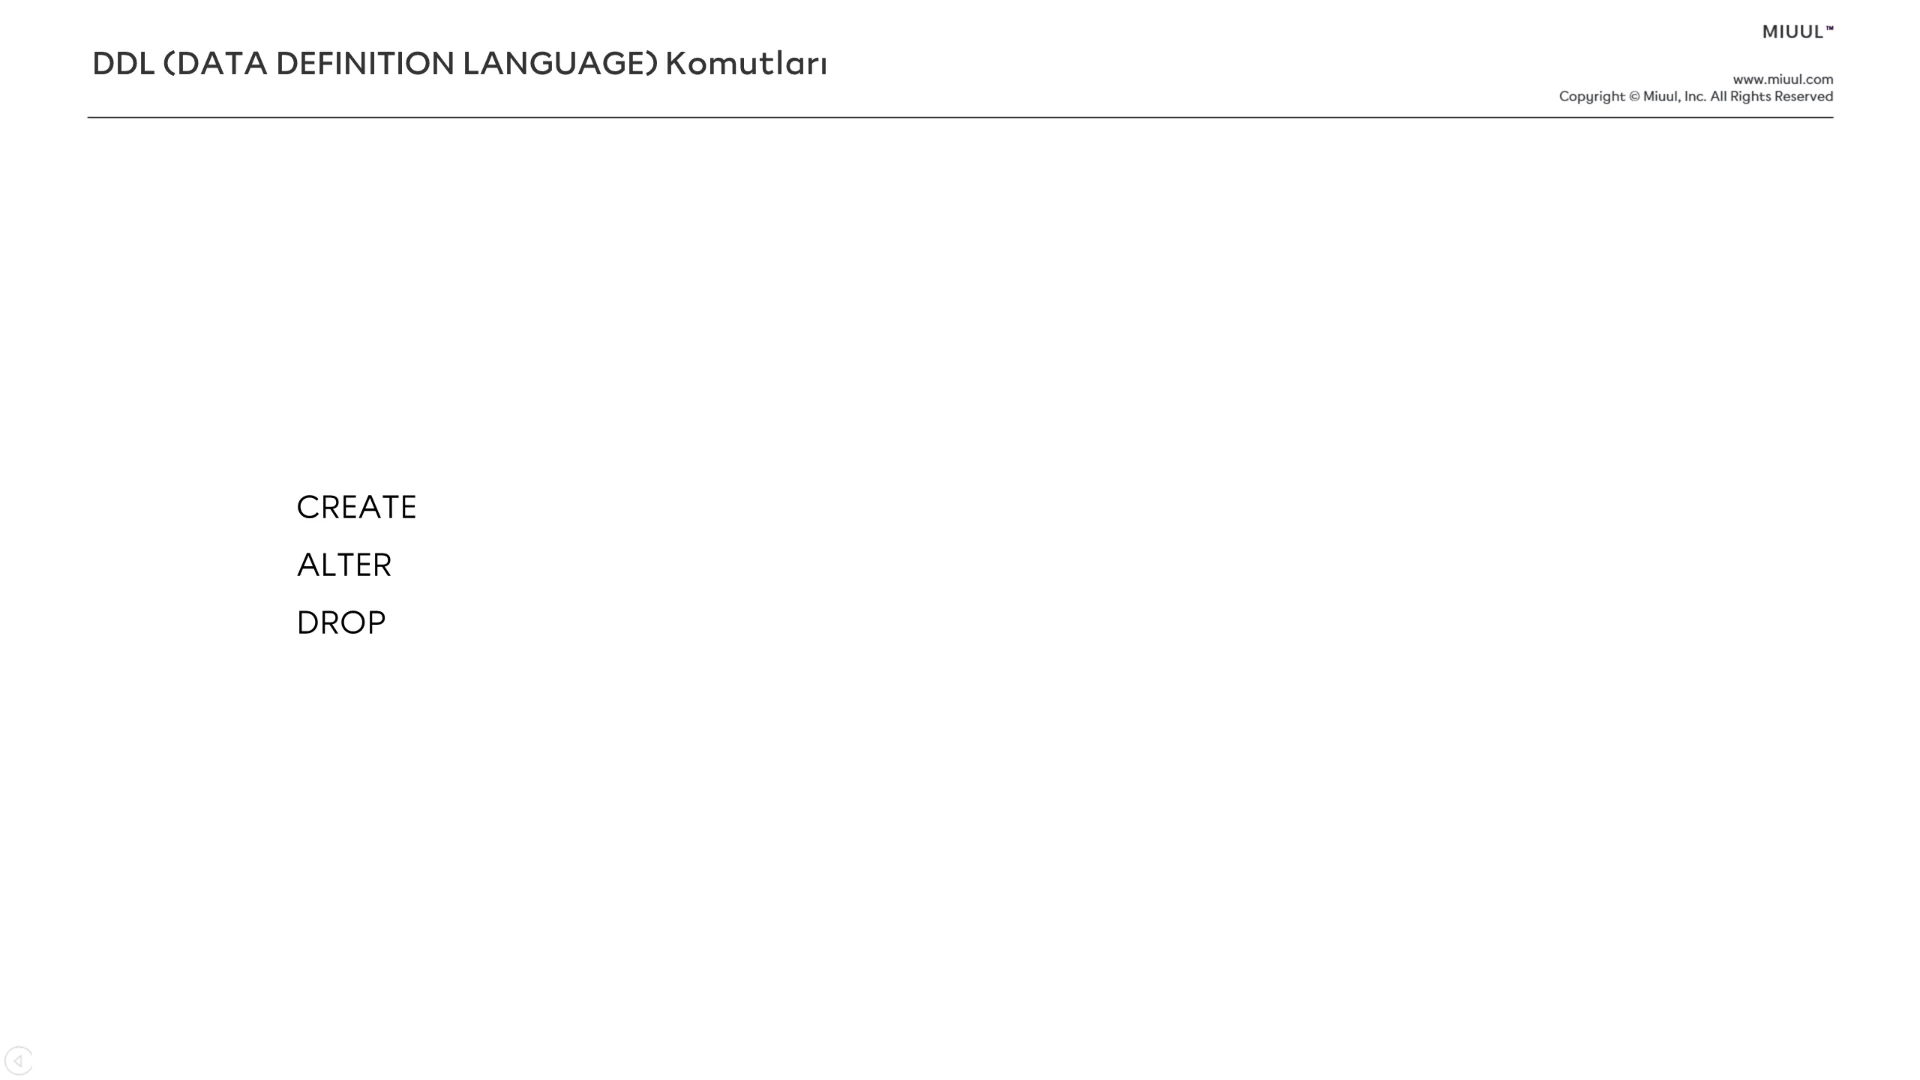 DDL (DATA DEFINITION LANGUAGE) Komutları
MIUUL™
www.miuul.com
Copyright © Miuul, Inc. All Rights Reserved
CREATE
ALTER
DROP